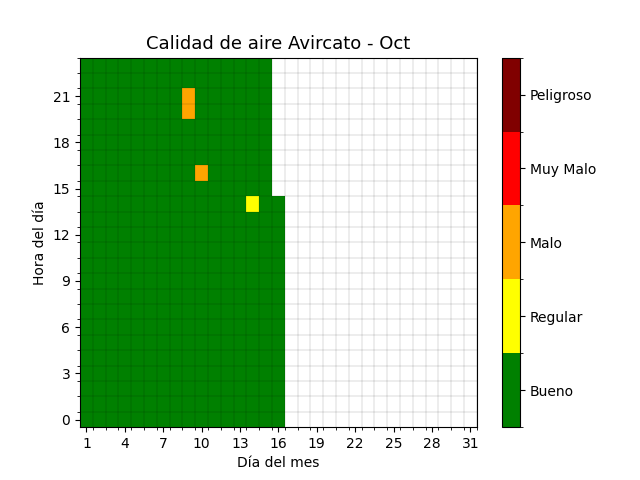 Calidad de aire Avircato - Oct
Hora del día
21
18
15
12
9
6
3
0
1 4 7 10 13 16 19 22 25 28 31
Día del mes
Peligroso
Muy Malo
Malo
Regular
Bueno